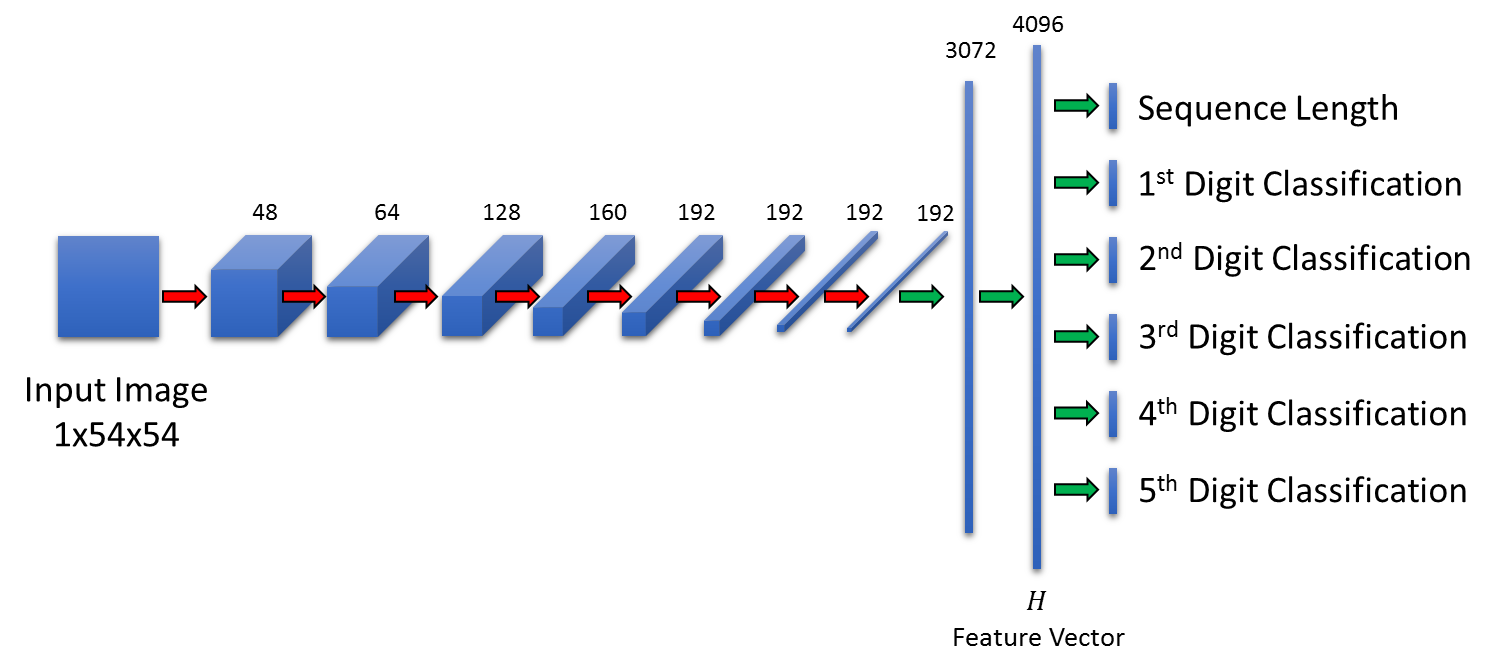 4096
3072
Sequence Length
1st Digit Classification
48 64 128 160 192 192 192 192
2nd Digit Classification
3rd Digit Classification
Input Image
1x54x54
4th Digit Classification
5th Digit Classification
H
Feature Vector